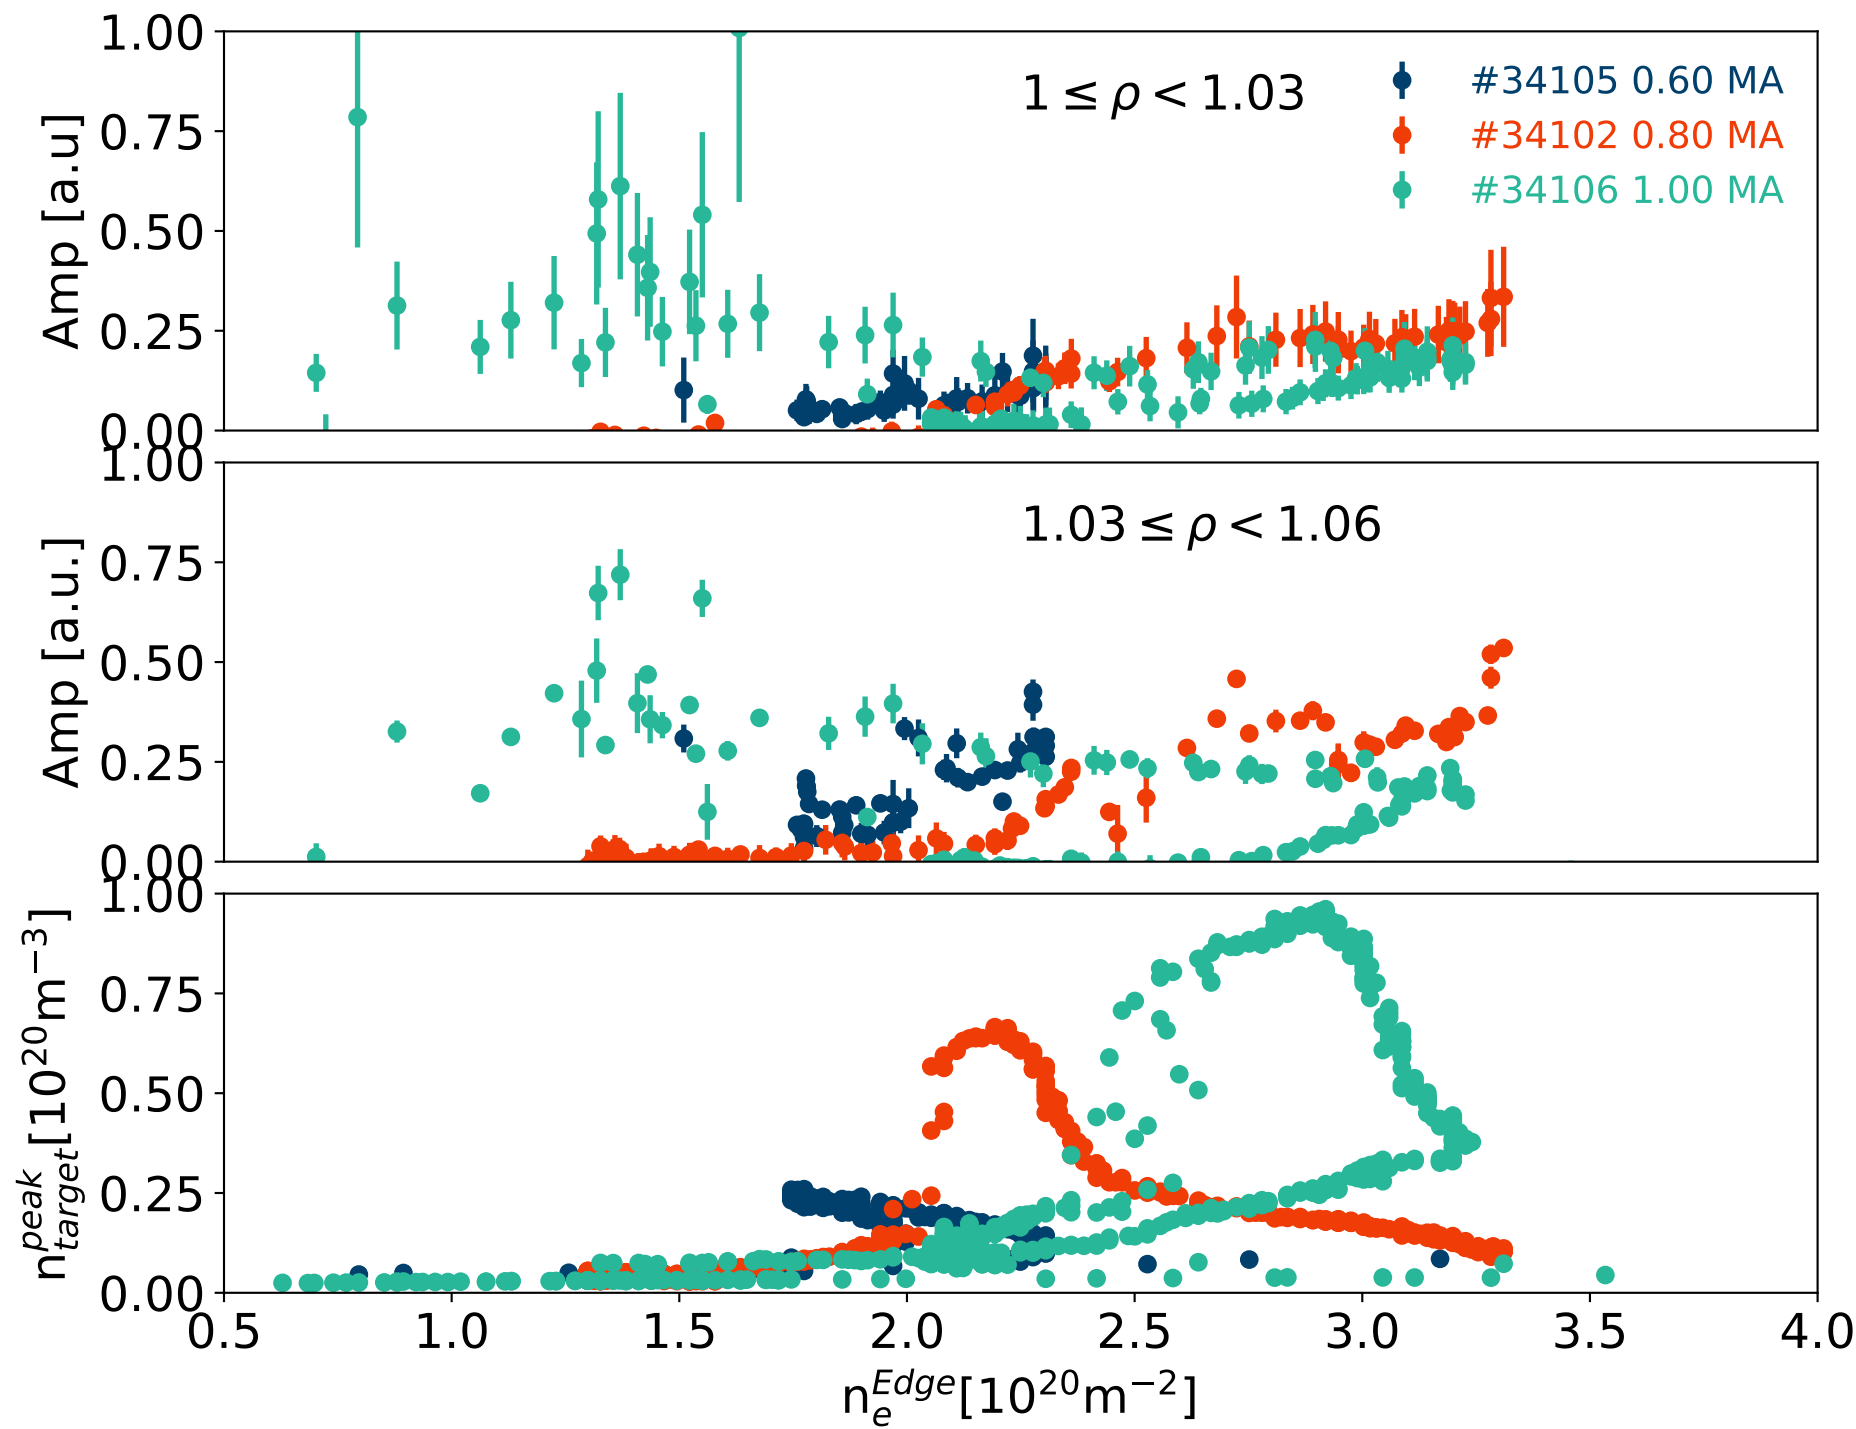 1.00
0.75
0.50
0.25
0.00
Amp [a.u]
1 ≤ ρ < 1.03
#34105 0.60 MA
#34102 0.80 MA
#34106 1.00 MA
1.00
0.75
0.50
0.25
0.00
Amp [a.u.]
1.03 ≤ ρ < 1.06
1.00
0.75
0.50
0.25
0.00
n_{target}^{peak}[10^{20}m^{-3}]
0.5 1.0 1.5 2.0 2.5 3.0 3.5 4.0
n_e^{Edge}[10^{20}m^{-2}]